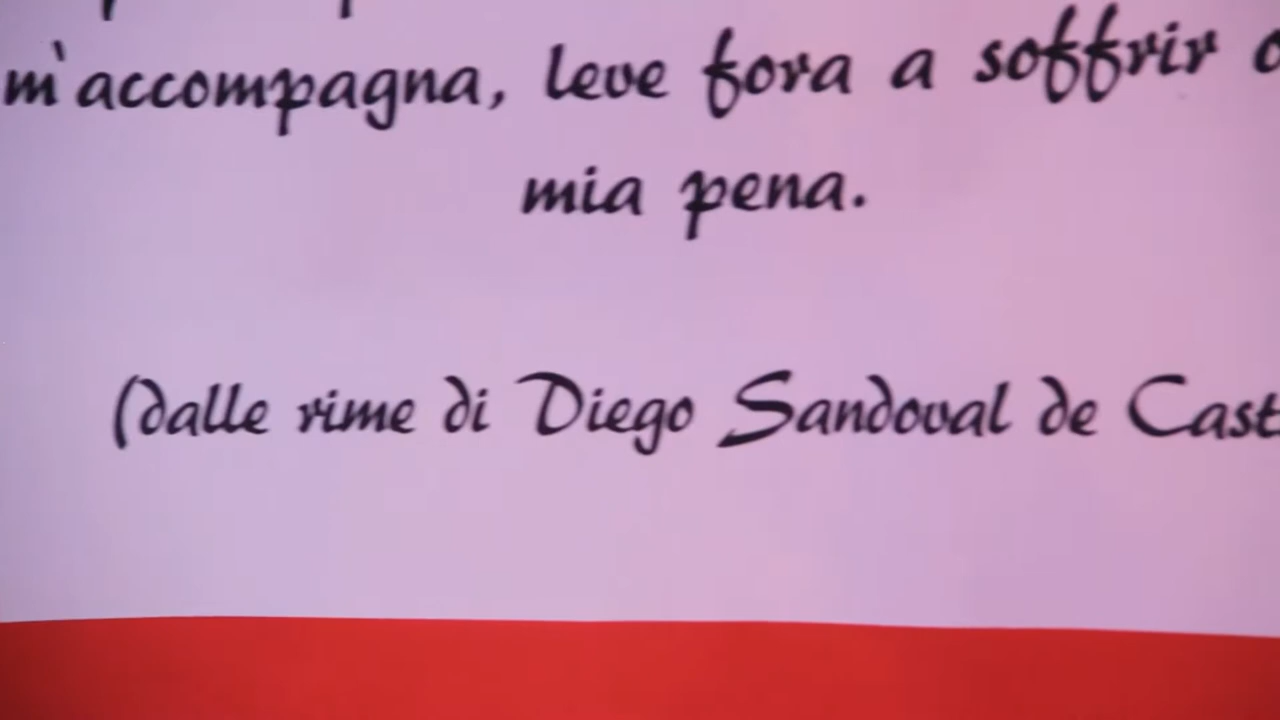 m'accompagna, leve fora a soffrir
mia pena.
(dalle rime di Diego Sandoval de Cast